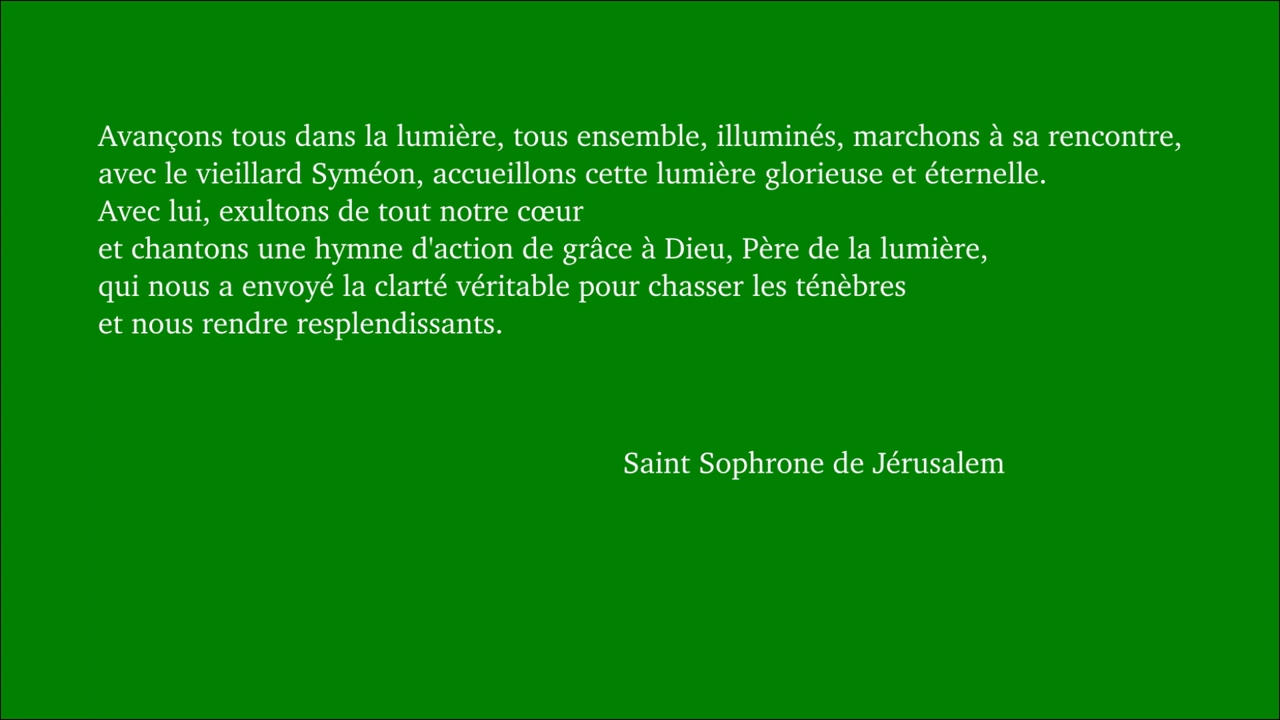 Avançons tous dans la lumière, tous ensemble, illuminés, marchons à sa rencontre,
avec le vieillard Syméon, accueillons cette lumière glorieuse et éternelle.
Avec lui, exultons de tout notre cœur
et chantons une hymne d'action de grâce à Dieu, Père de la lumière,
qui nous a envoyé la clarté véritable pour chasser les ténèbres
et nous rendre resplendissants.
Saint Sophrone de Jérusalem